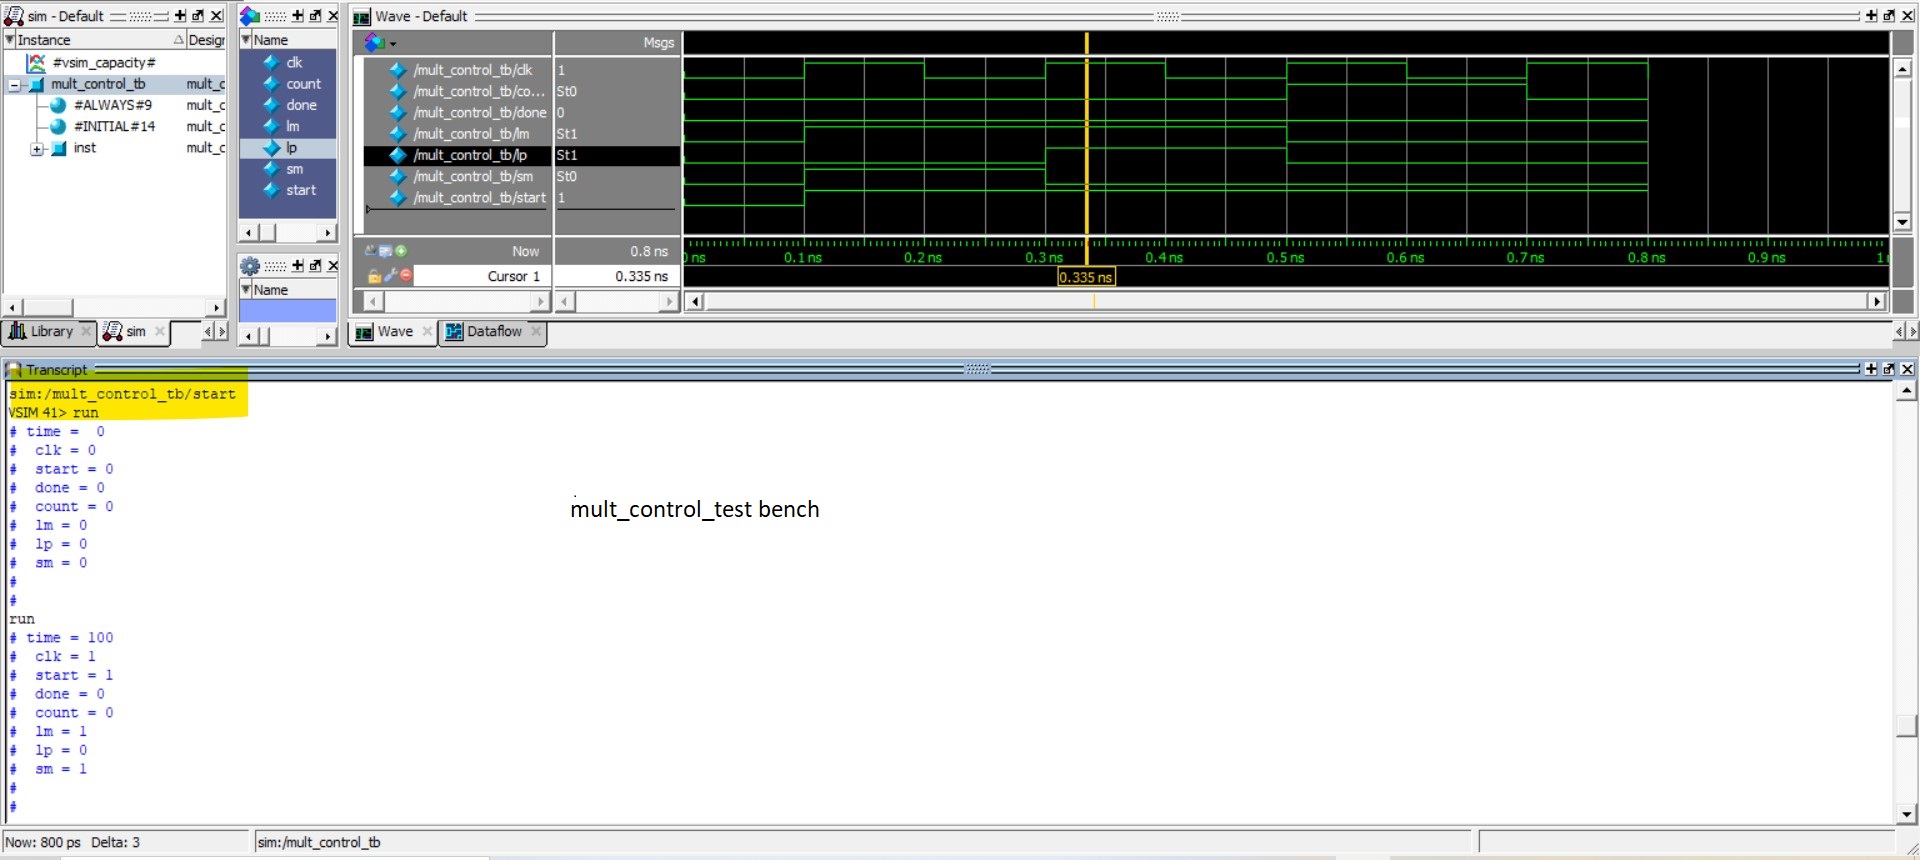 sim - Default
Wave - Default
Instance Design
Name
Msgs
#vsim_capacity#
mult_control_tb mult_c
#ALWAYS#9 mult_c
#INITIAL#14 mult_c
inst mult_c
clk
count
done
lm
lp
sm
start
Name
/mult_control_tb/clk 1
/mult_control_tb/co... St0
/mult_control_tb/done 0
/mult_control_tb/lm St1
/mult_control_tb/lp St1
/mult_control_tb/sm St0
/mult_control_tb/start 1
Now 0.8 ns
ns 0.1 ns 0.2 ns 0.3 ns 0.4 ns 0.5 ns 0.6 ns 0.7 ns 0.8 ns 0.9 ns 1
Cursor 1 0.335 ns
0.335 ns
Library sim
Wave Dataflow
Transcript
sim:/mult_control_tb/start
VSIM 41> run
# time =  0
#  clk = 0
#  start = 0
#  done = 0
#  count = 0
#  lm = 0
#  lp = 0
#  sm = 0
#
#
run
# time = 100
#  clk = 1
#  start = 1
#  done = 0
#  count = 0
#  lm = 1
#  lp = 0
#  sm = 1
#
#
mult_control_test bench
Now: 800 ps Delta: 3
sim:/mult_control_tb